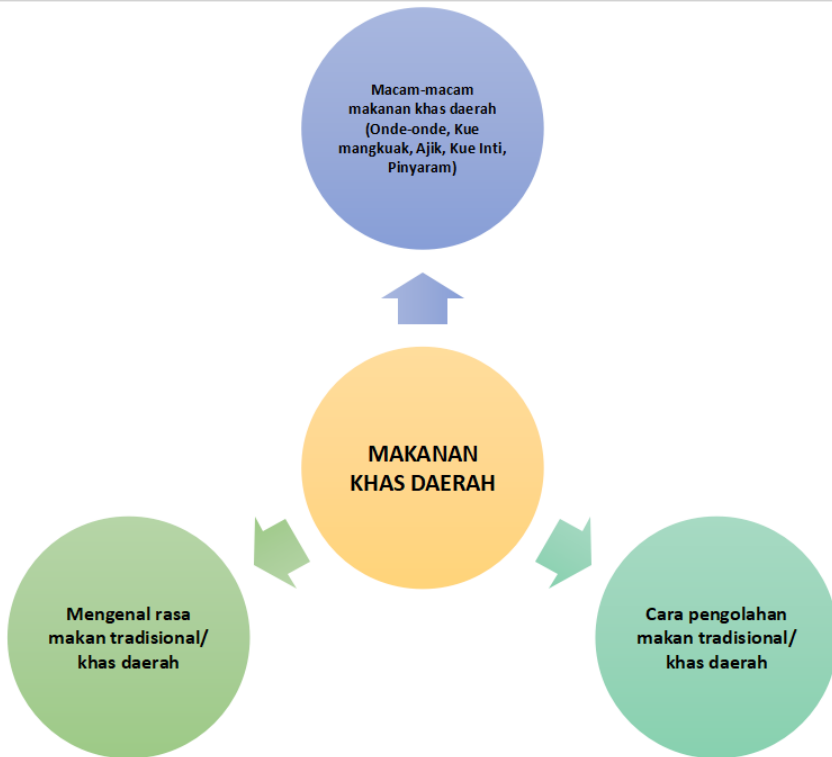 Macam-macam
makanan khas daerah
(Onde-onde, Kue
mangkuak, Ajik, Kue Inti,
Pinyaram)
MAKANAN
KHAS DAERAH
Mengenal rasa
makan tradisional/
khas daerah
Cara pengolahan
makan tradisional/
khas daerah